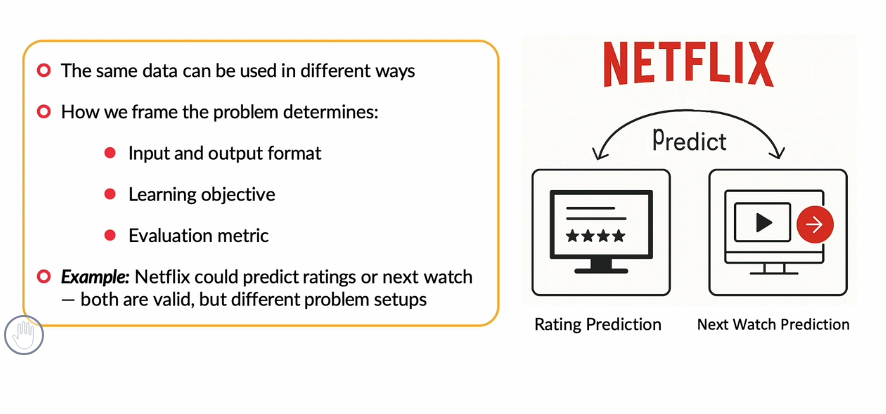 The same data can be used in different ways
How we frame the problem determines:
Input and output format
Learning objective
Evaluation metric
Example: Netflix could predict ratings or next watch
— both are valid, but different problem setups
NETFLIX
Predict
Rating Prediction
Next Watch Prediction